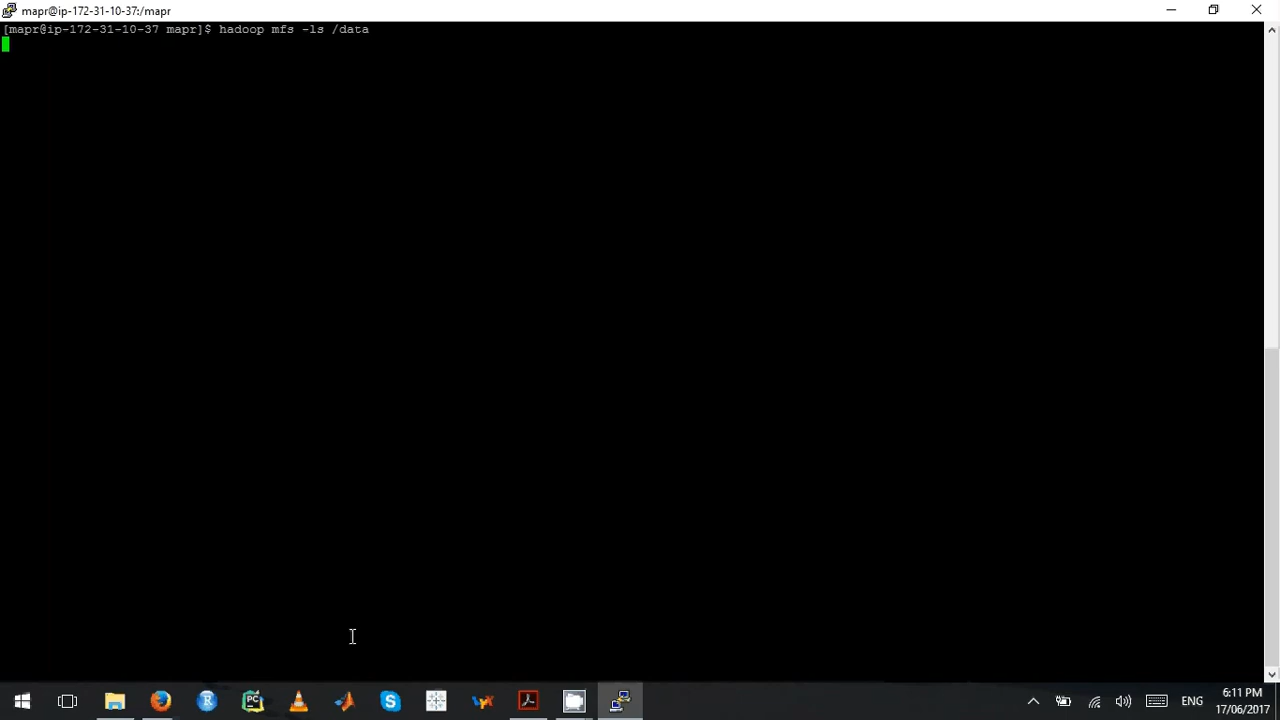 mapr@ip-172-31-10-37:/mapr
[mapr@ip-172-31-10-37 mapr]$ hadoop mfs -ls /data
ENG
6:11 PM
17/06/2017